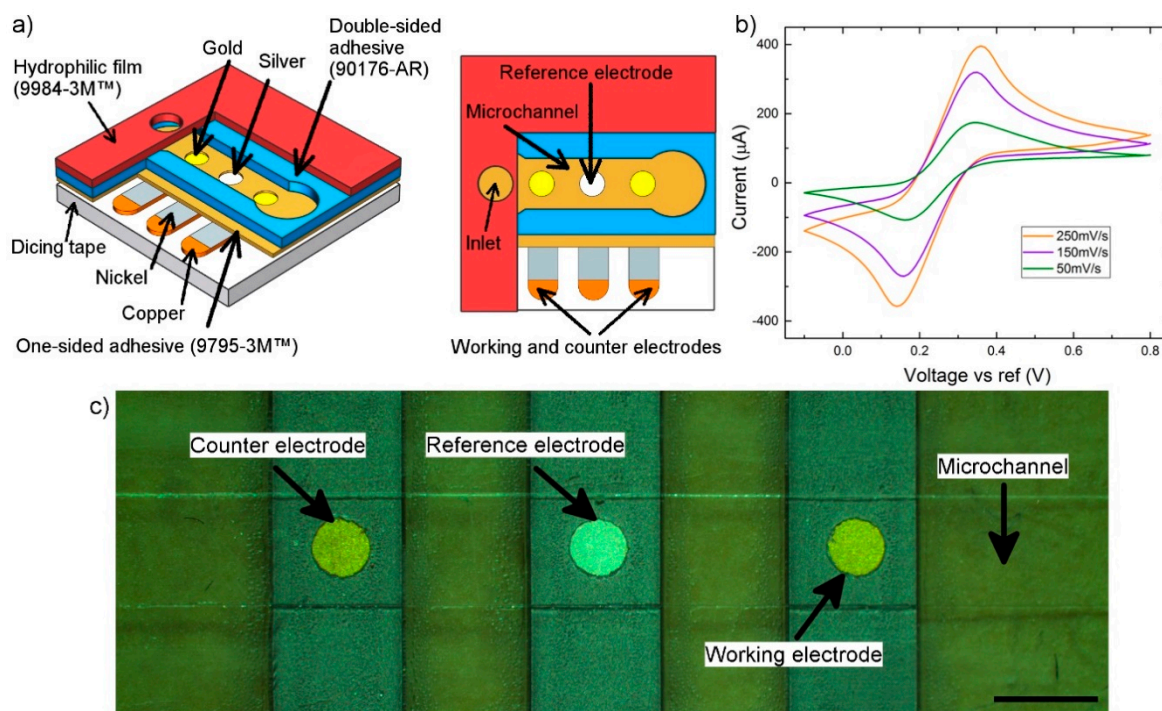 a)
Gold
Silver
Double-sided
adhesive
(90176-AR)
Hydrophilic film
(9984-3M™)
Dicing tape
Nickel
Copper
One-sided adhesive (9795-3M™)
Reference electrode
Microchannel
Inlet
Working and counter electrodes
b)
400
200
0
-200
-400
Current (µA)
0.0
0.2
0.4
0.6
0.8
Voltage vs ref (V)
250mV/s
150mV/s
50mV/s
c)
Counter electrode
Reference electrode
Microchannel
Working electrode